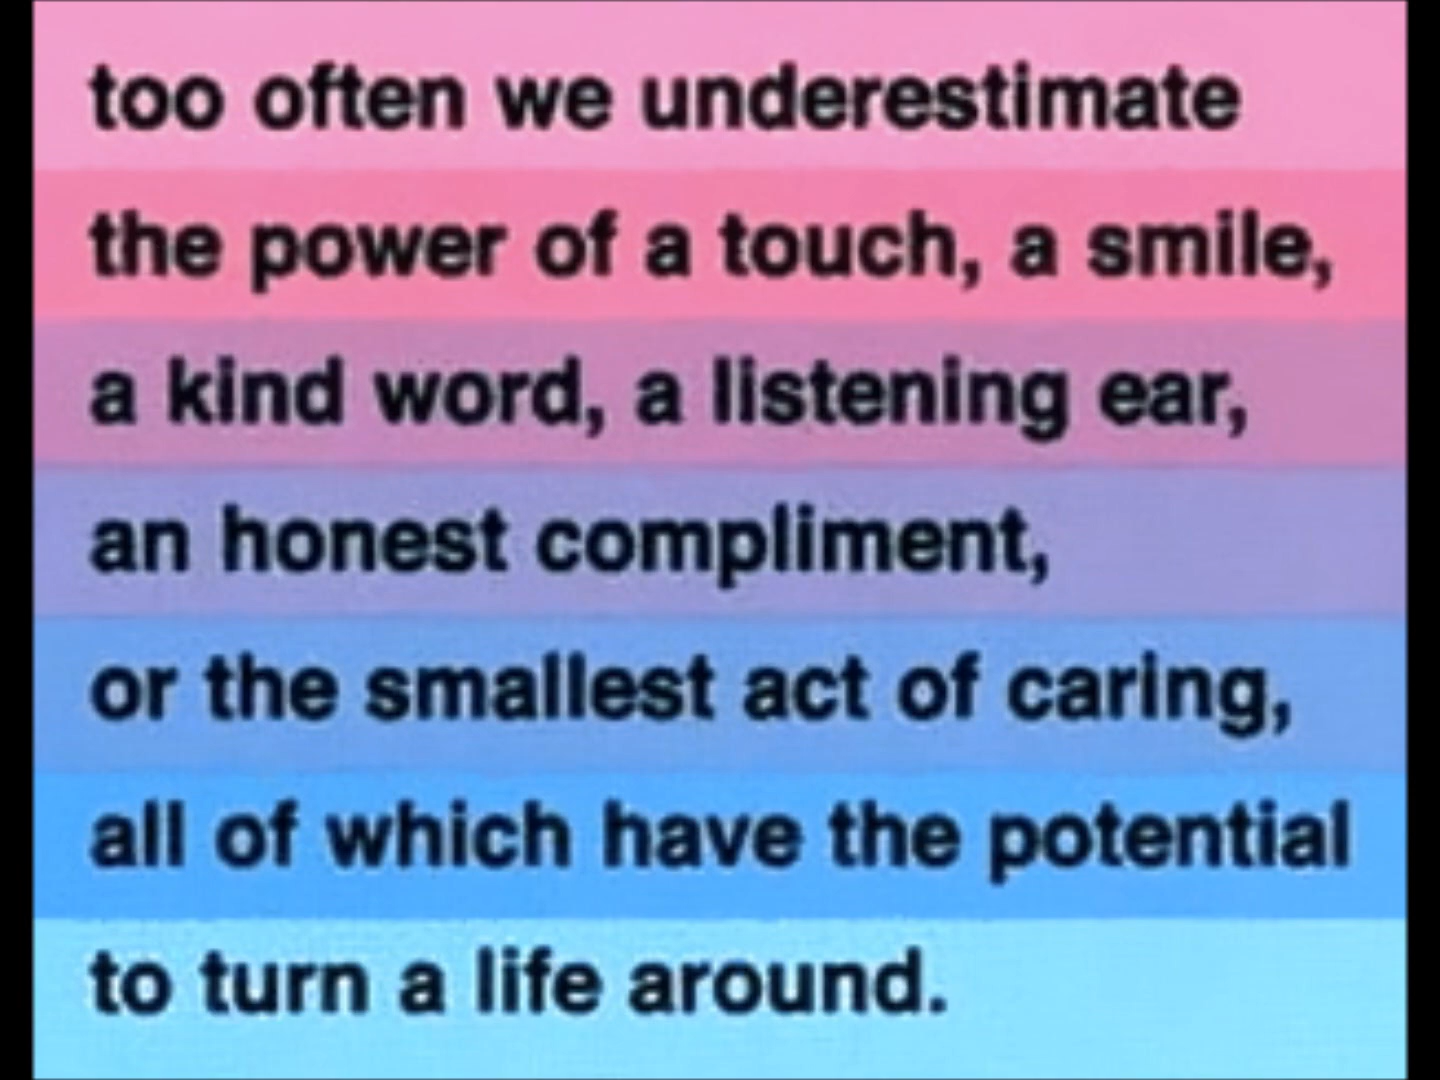 too often we underestimate
the power of a touch, a smile,
a kind word, a listening ear,
an honest compliment,
or the smallest act of caring,
all of which have the potential
to turn a life around.